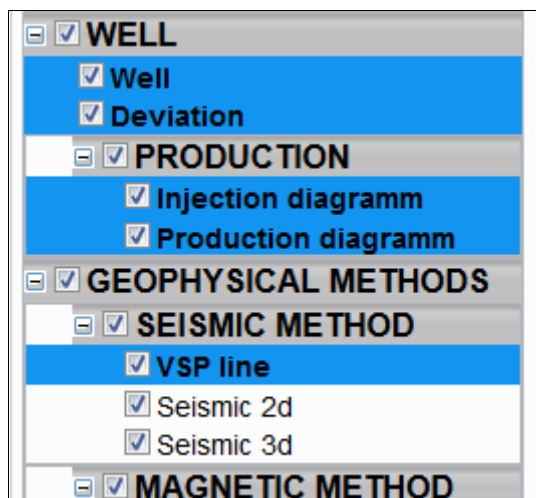 WELL
Well
Deviation
PRODUCTION
Injection diagramm
Production diagramm
GEOPHYSICAL METHODS
SEISMIC METHOD
VSP line
Seismic 2d
Seismic 3d
MAGNETIC METHOD